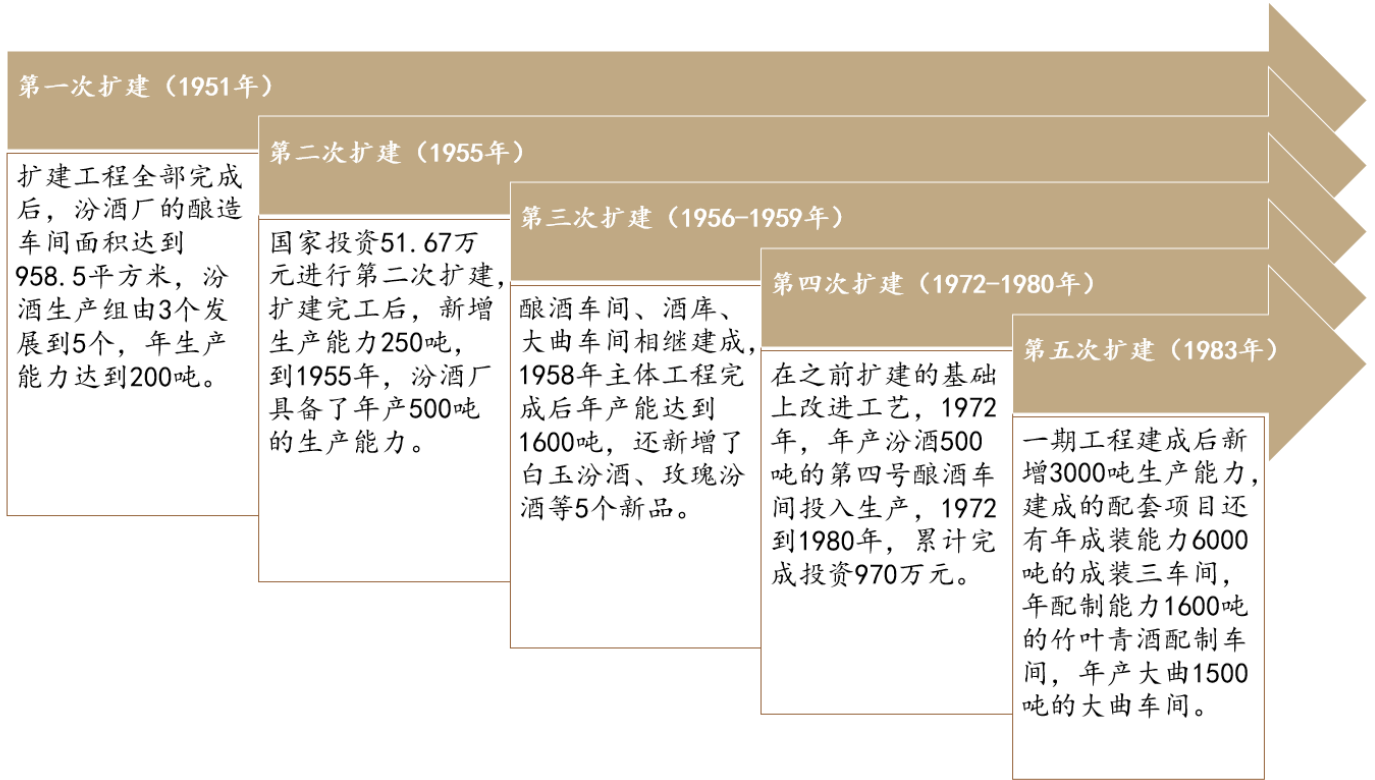 第一次扩建（1951年）
扩建工程全部完成
后，汾酒厂的酿造
车间面积达到
958.5平方米，汾
酒生产组由3个发
展到5个，年生产
能力达到200吨。
第二次扩建（1955年）
国家投资51.67万
元进行第二次扩建，
扩建完工后，新增
生产能力250吨，
到1955年，汾酒厂
具备了年产500吨
的生产能力。
第三次扩建（1956-1959年）
酿酒车间、酒库、
大曲车间相继建成，
1958年主体工程完
成后年产能达到
1600吨，还新增了
白玉汾酒、玫瑰汾
酒等5个新品。
第四次扩建（1972-1980年）
在之前扩建的基础
上改进工艺，1972
年，年产汾酒500
吨的第四号酿酒车
间投入生产，1972
到1980年，累计完
成投资970万元。
第五次扩建（1983年）
一期工程建成后新
增3000吨生产能力，
建成的配套项目还
有年成装能力6000
吨的成装三车间，
年配制能力1600吨
的竹叶青酒配制车
间，年产大曲1500
吨的大曲车间。